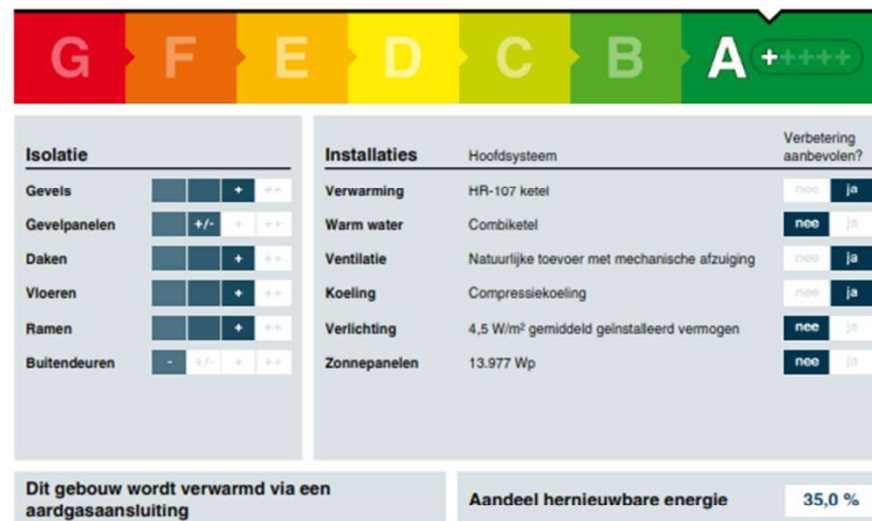 G F E D C B A +++++
Isolatie
Gevels + ++
Gevelpanelen +/- + ++
Daken + ++
Vloeren + ++
Ramen + ++
Buitendeuren - +/- + ++
Installaties Hoofdsysteem Verbetering
aanbevolen?
Verwarming HR-107 ketel nee ja
Warm water Combiketel nee ja
Ventilatie Natuurlijke toevoer met mechanische afzuiging nee ja
Koeling Compressiekoeling nee ja
Verlichting 4,5 W/m² gemiddeld geïnstalleerd vermogen nee ja
Zonnepanelen 13.977 Wp nee ja
Dit gebouw wordt verwarmd via een
aardgasaansluiting
Aandeel hernieuwbare energie 35,0 %